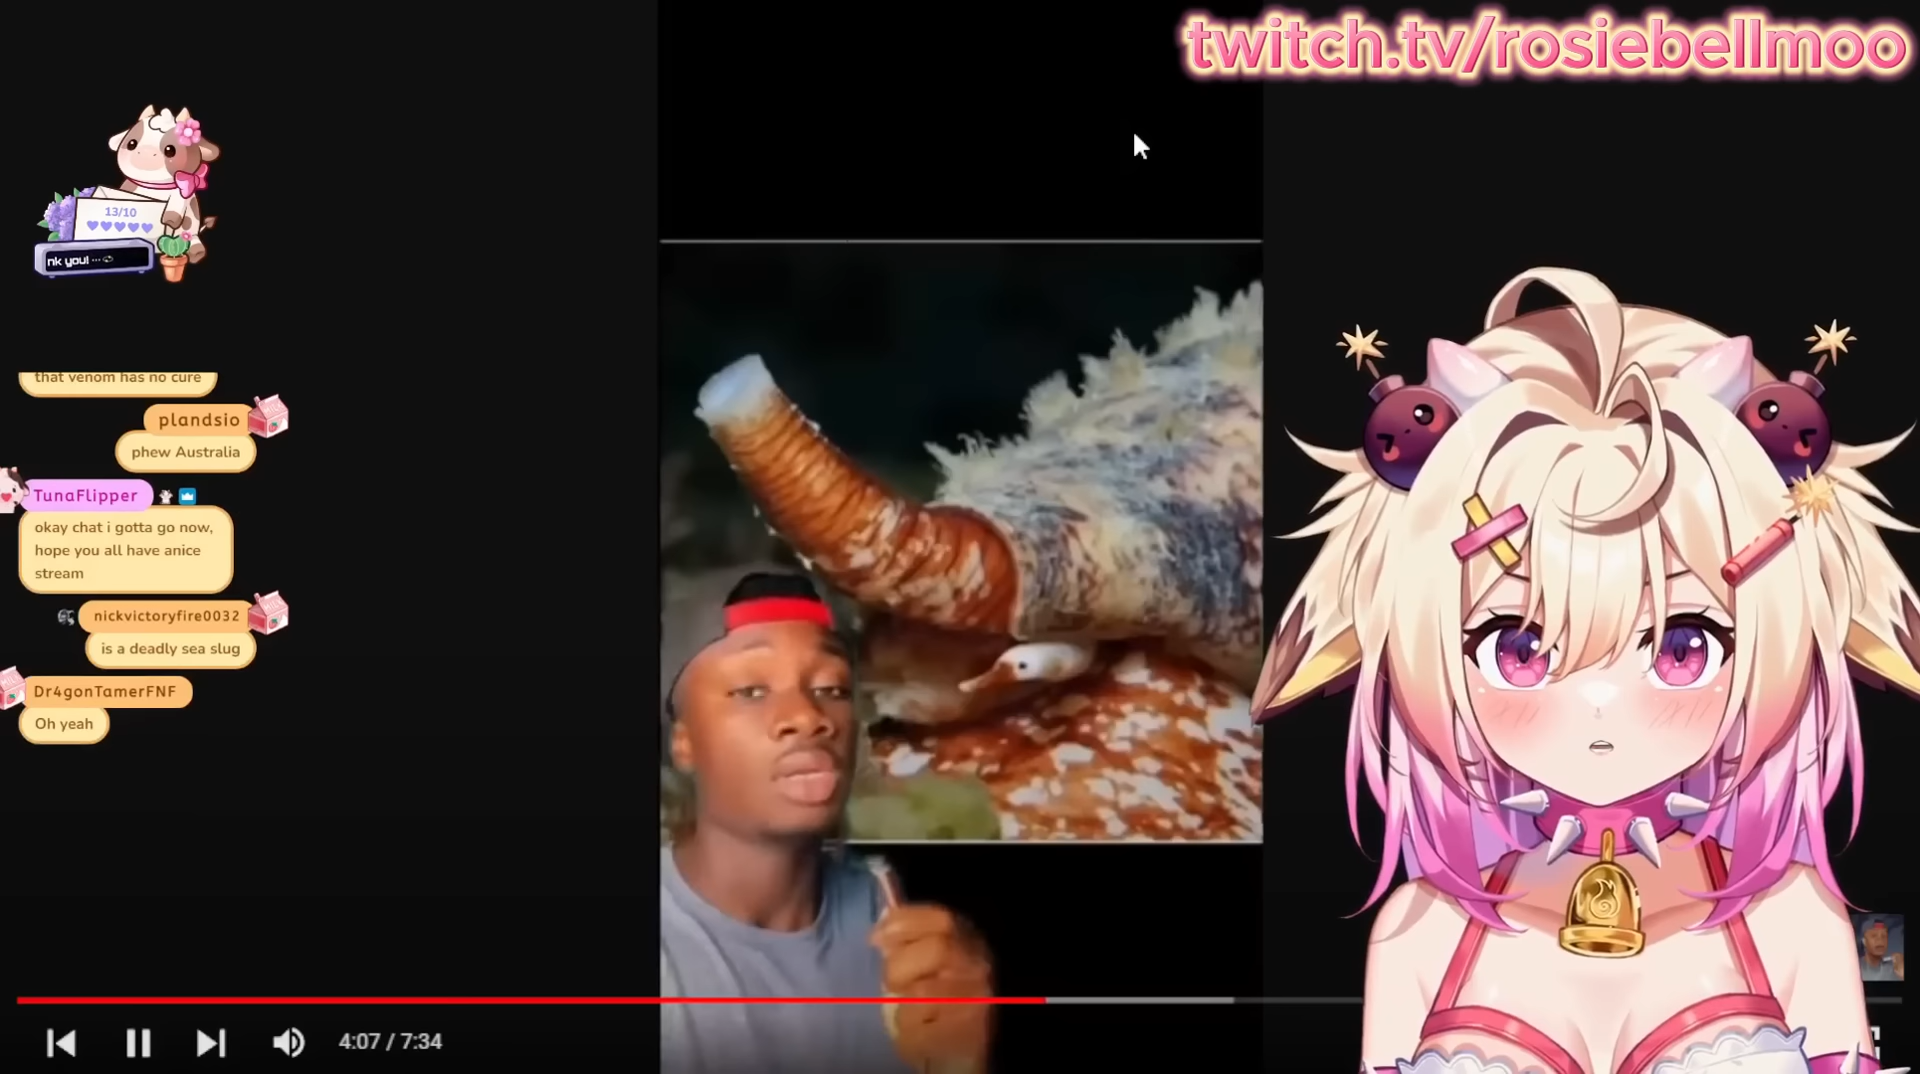 twitch.tv/rosiebellmoo
13/10
nk you! ...
that venom has no cure
plandsio
phew Australia
TunaFlipper
okay chat i gotta go now,
hope you all have anice
stream
nickvictoryfire0032
is a deadly sea slug
Dr4gonTamerFNF
Oh yeah
4:07 / 7:34